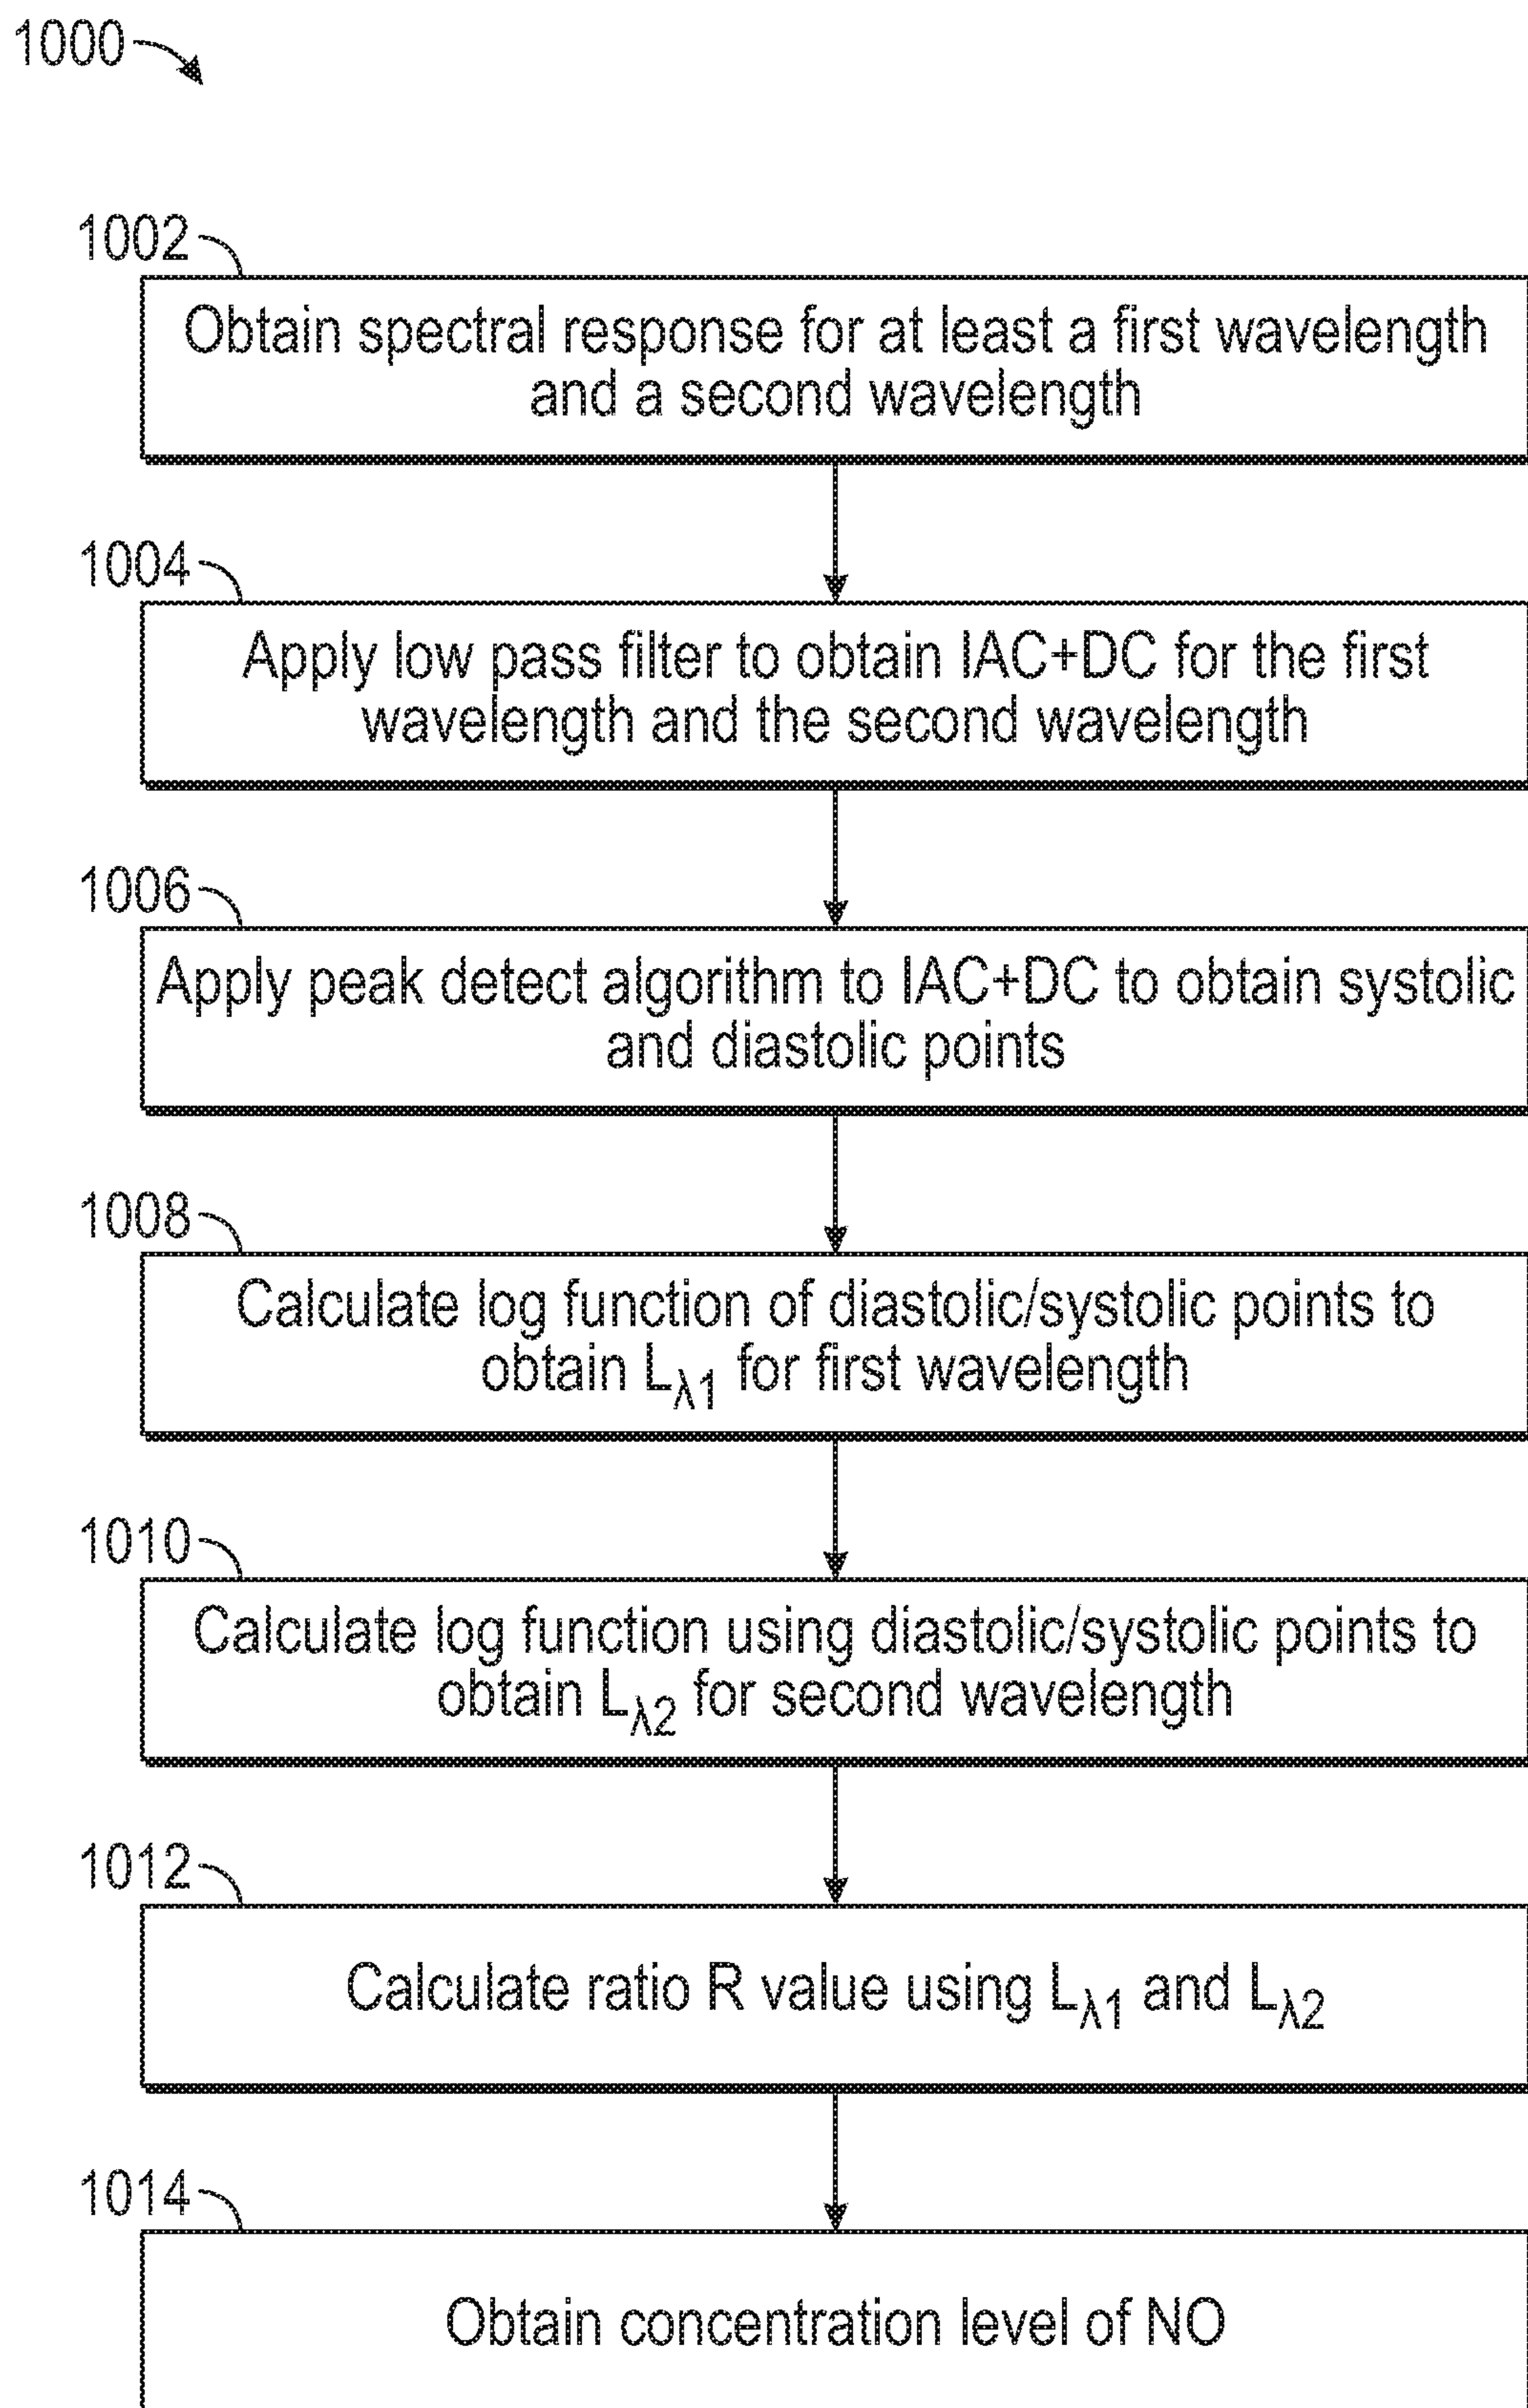 1000
1002
Obtain spectral response for at least a first wavelength
and a second wavelength
1004
Apply low pass filter to obtain IAC+DC for the first
wavelength and the second wavelength
1006
Apply peak detect algorithm to IAC+DC to obtain systolic
and diastolic points
1008
Calculate log function of diastolic/systolic points to
obtain Lλ1 for first wavelength
1010
Calculate log function using diastolic/systolic points to
obtain Lλ2 for second wavelength
1012
Calculate ratio R value using Lλ1 and Lλ2
1014
Obtain concentration level of NO